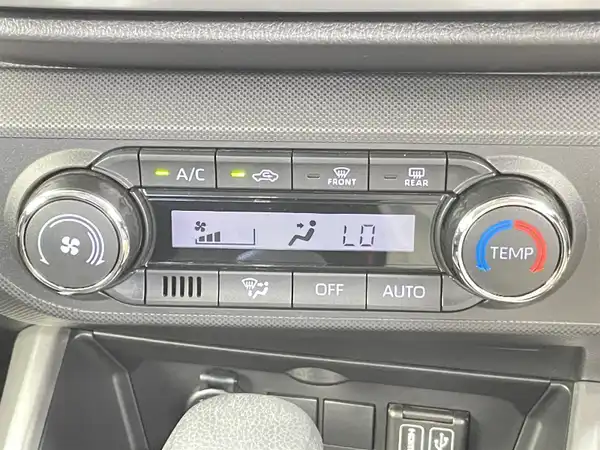 A/C
FRONT
REAR
LO
TEMP
OFF
AUTO